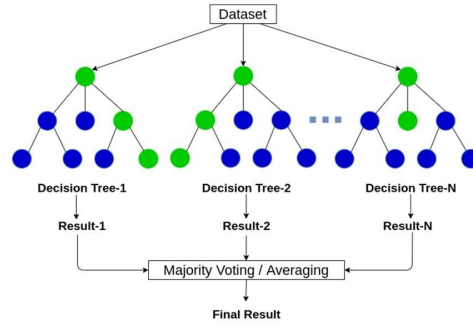 Dataset
Decision Tree-1
Decision Tree-2
Decision Tree-N
Result-1
Result-2
Result-N
Majority Voting / Averaging
Final Result